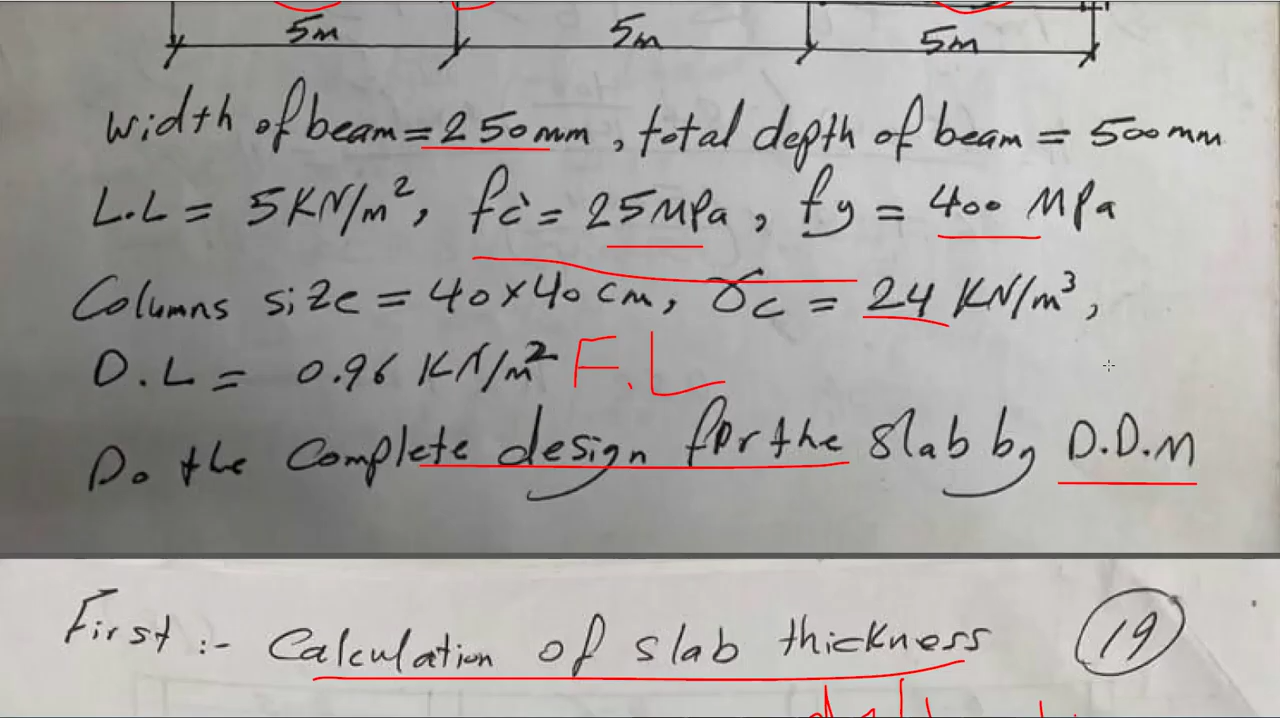 5m 5m 5m
width of beam = 250mm, total depth of beam = 500mm
L.L = 5KN/m², fc' = 25MPa, fy = 400 MPa
Columns size = 40×40cm, γc = 24 KN/m³,
D.L = 0.96 KN/m² F.L
Do the complete design for the slab by D.D.M
First:- Calculation of slab thickness 19